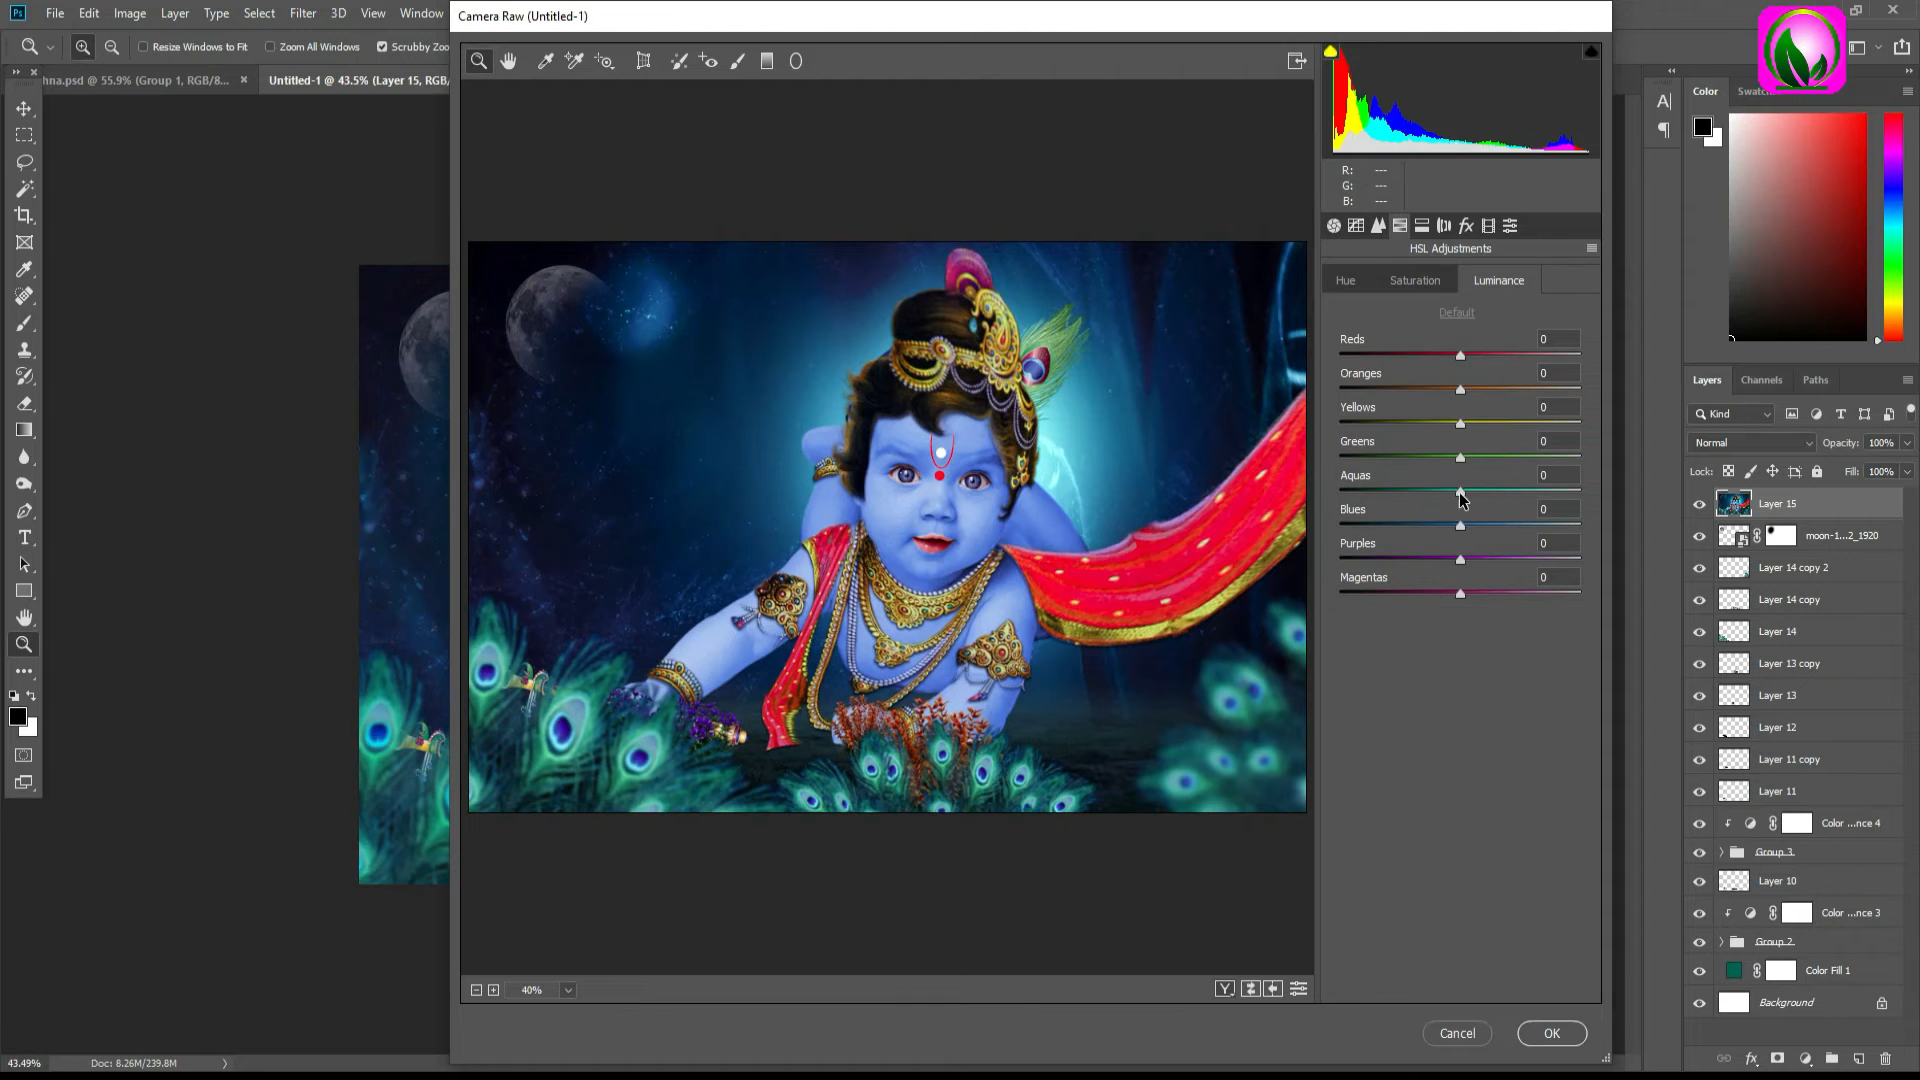 Ps File Edit Image Layer Type Select Filter 3D View Window
Camera Raw (Untitled-1)
Resize Windows to Fit Zoom All Windows Scrubby Zoo
hna.psd @ 55.9% (Group 1, RGB/8... × Untitled-1 @ 43.5% (Layer 15, RGB/
R: ---
G: ---
B: ---
HSL Adjustments
Hue Saturation Luminance
Default
Reds 0
Oranges 0
Yellows 0
Greens 0
Aquas 0
Blues 0
Purples 0
Magentas 0
40%
Y
Cancel OK
43.49% Doc: 8.26M/239.8M
Color Swatc
Layers Channels Paths
Kind
Normal Opacity: 100%
Lock: Fill: 100%
Layer 15
moon-1...2_1920
Layer 14 copy 2
Layer 14 copy
Layer 14
Layer 13 copy
Layer 13
Layer 12
Layer 11 copy
Layer 11
Color ...nce 4
Group 3
Layer 10
Color ...nce 3
Group 2
Color Fill 1
Background